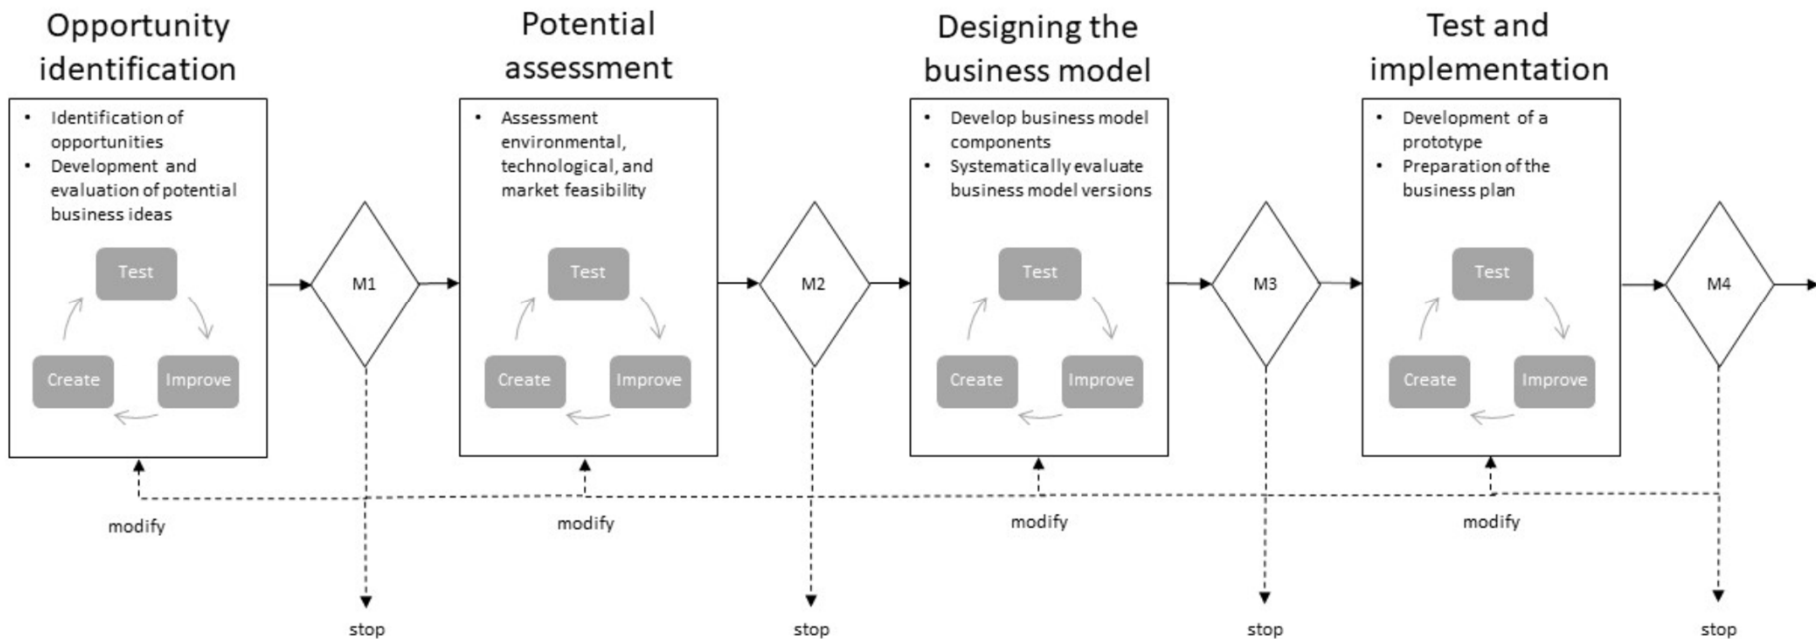 Opportunity
identification
• Identification of
opportunities
• Development and
evaluation of potential
business ideas
Test
Create
Improve
modify
M1
stop
Potential
assessment
• Assessment
environmental,
technological, and
market feasibility
Test
Create
Improve
modify
M2
stop
Designing the
business model
• Develop business model
components
• Systematically evaluate
business model versions
Test
Create
Improve
modify
M3
stop
Test and
implementation
• Development of a
prototype
• Preparation of the
business plan
Test
Create
Improve
modify
M4
stop